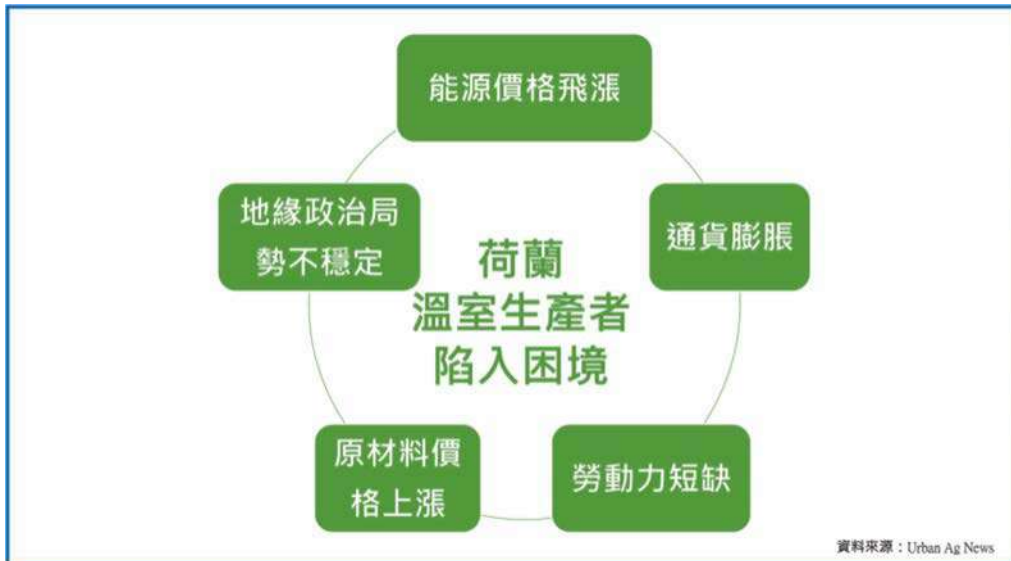 能源價格飛漲
地緣政治局
勢不穩定
通貨膨脹
荷蘭
溫室生產者
陷入困境
原材料價
格上漲
勞動力短缺
資料來源：Urban Ag News